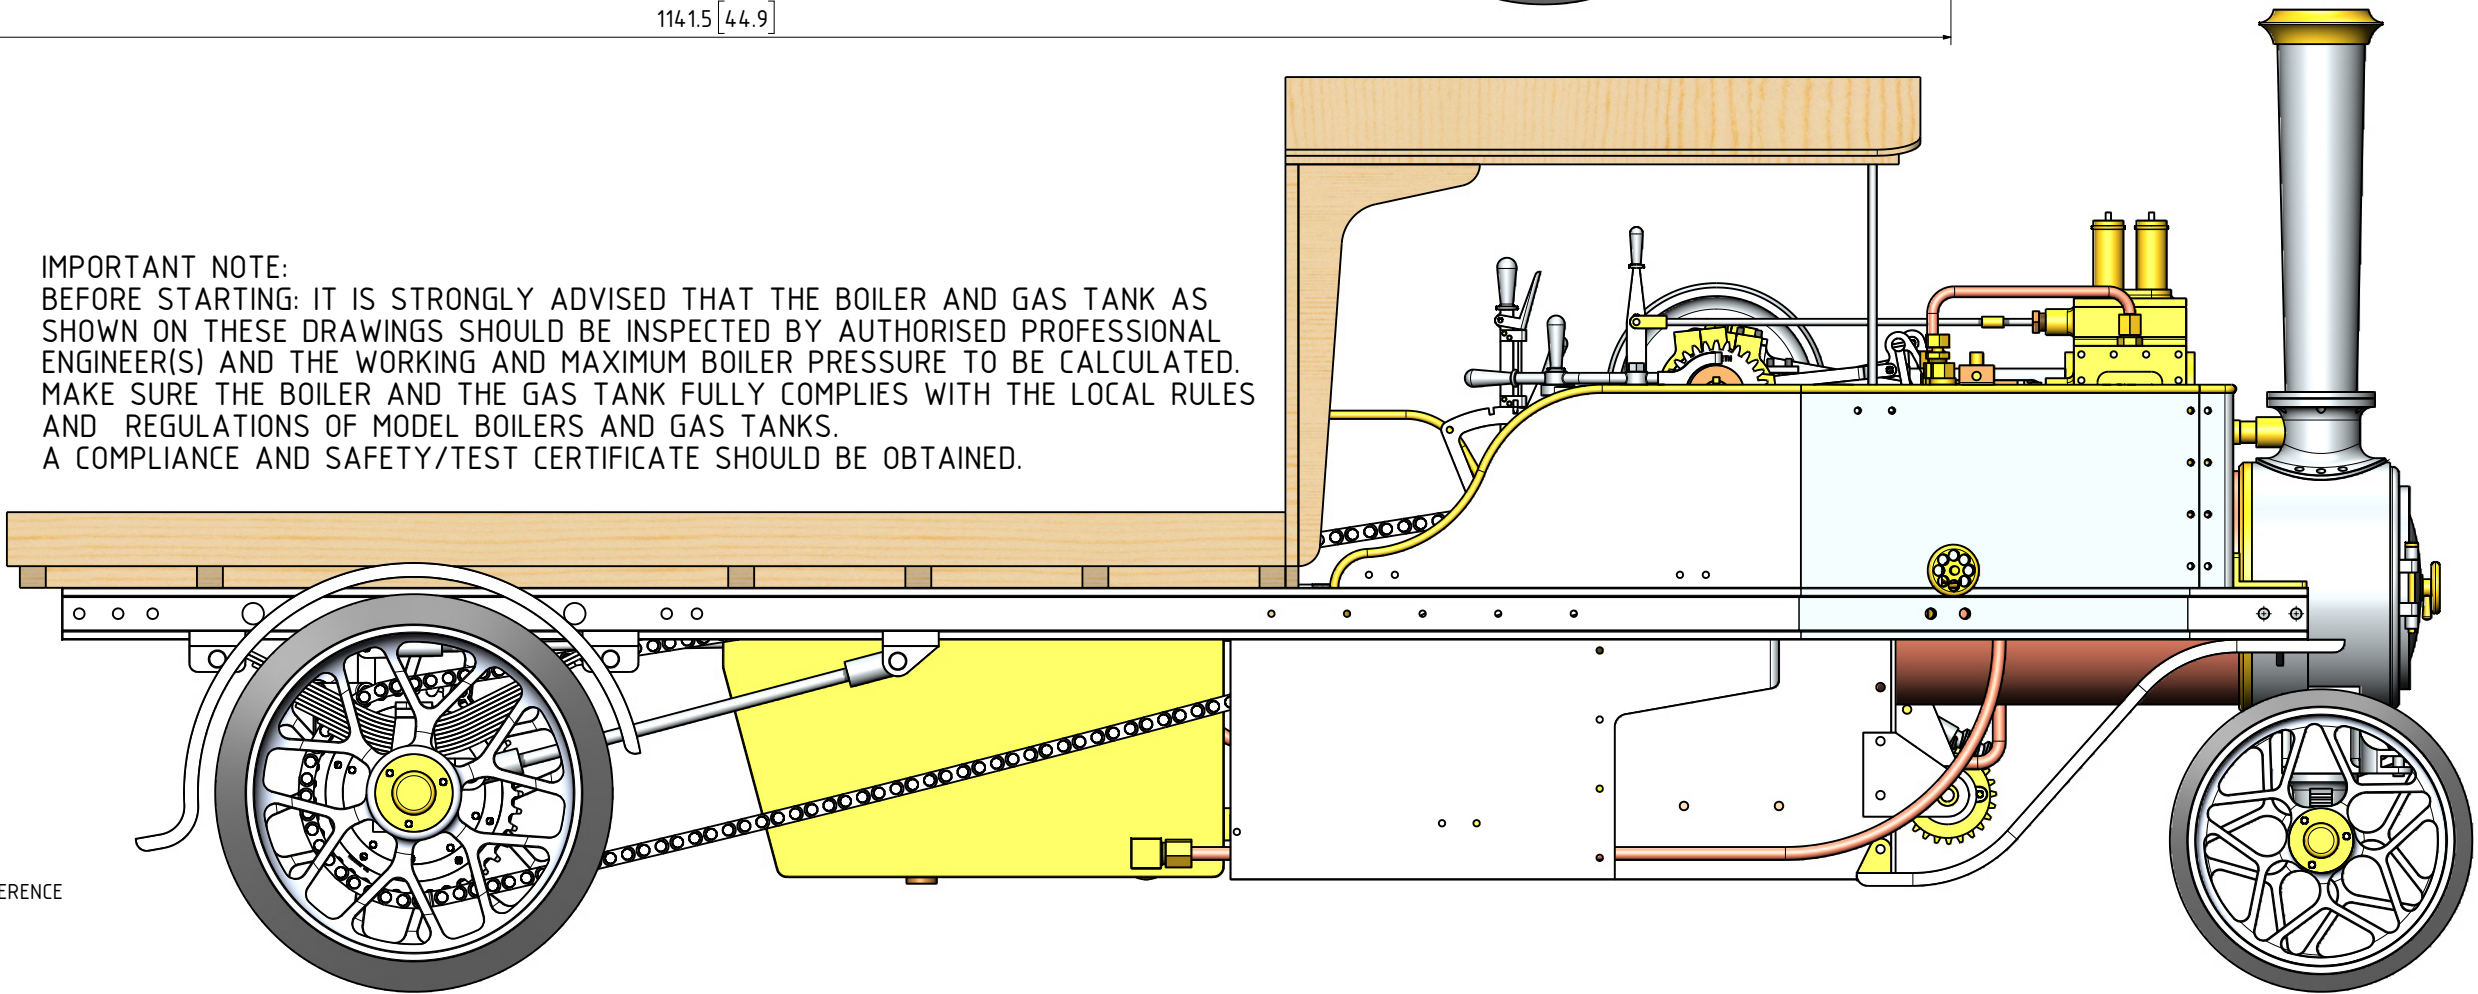 1141.5 [44.9]
IMPORTANT NOTE:
BEFORE STARTING: IT IS STRONGLY ADVISED THAT THE BOILER AND GAS TANK AS
SHOWN ON THESE DRAWINGS SHOULD BE INSPECTED BY AUTHORISED PROFESSIONAL
ENGINEER(S) AND THE WORKING AND MAXIMUM BOILER PRESSURE TO BE CALCULATED.
MAKE SURE THE BOILER AND THE GAS TANK FULLY COMPLIES WITH THE LOCAL RULES
AND REGULATIONS OF MODEL BOILERS AND GAS TANKS.
A COMPLIANCE AND SAFETY/TEST CERTIFICATE SHOULD BE OBTAINED.
ERENCE